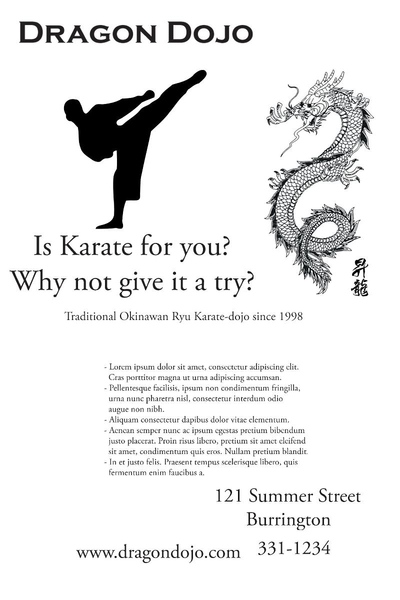 DRAGON DOJO
Is Karate for you?
Why not give it a try?
昇龍
Traditional Okinawan Ryu Karate-dojo since 1998
- Lorem ipsum dolor sit amet, consectetur adipiscing clit.
Cras porttitor magna ut urna adipiscing accumsan.
- Pellentesque facilisis, ipsum non condimentum fringilla,
urna nunc pharetra nisl, consectetur interdum odio
augue non nibh.
- Aliquam consectetur dapibus dolor vitae elementum.
- Aenean semper nunc ac ipsum egestas pretium bibendum
justo placerat. Proin risus libero, pretium sit amet eleifend
sit amet, condimentum quis eros. Nullam pretium blandit.
- In et justo felis. Praesent tempus scelerisque libero, quis
fermentum enim faucibus a.
121 Summer Street
Burrington
www.dragondojo.com 331-1234